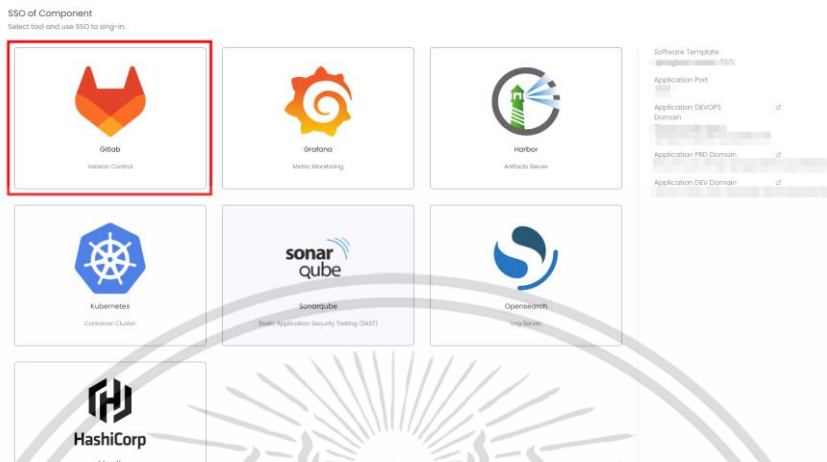 SSO of Component
Select tool and use SSO to sing-in.
Gitlab
Version Control
Grafana
Metric Monitoring
Harbor
Artifacts Server
Kubernetes
Container Cluster
sonar
qube
Sonarqube
Static Application Security Testing (SAST)
Opensearch
Log Server
HashiCorp
Software Template
Application Port
Application DEVOPS
Domain
Application PRD Domain
Application DEV Domain